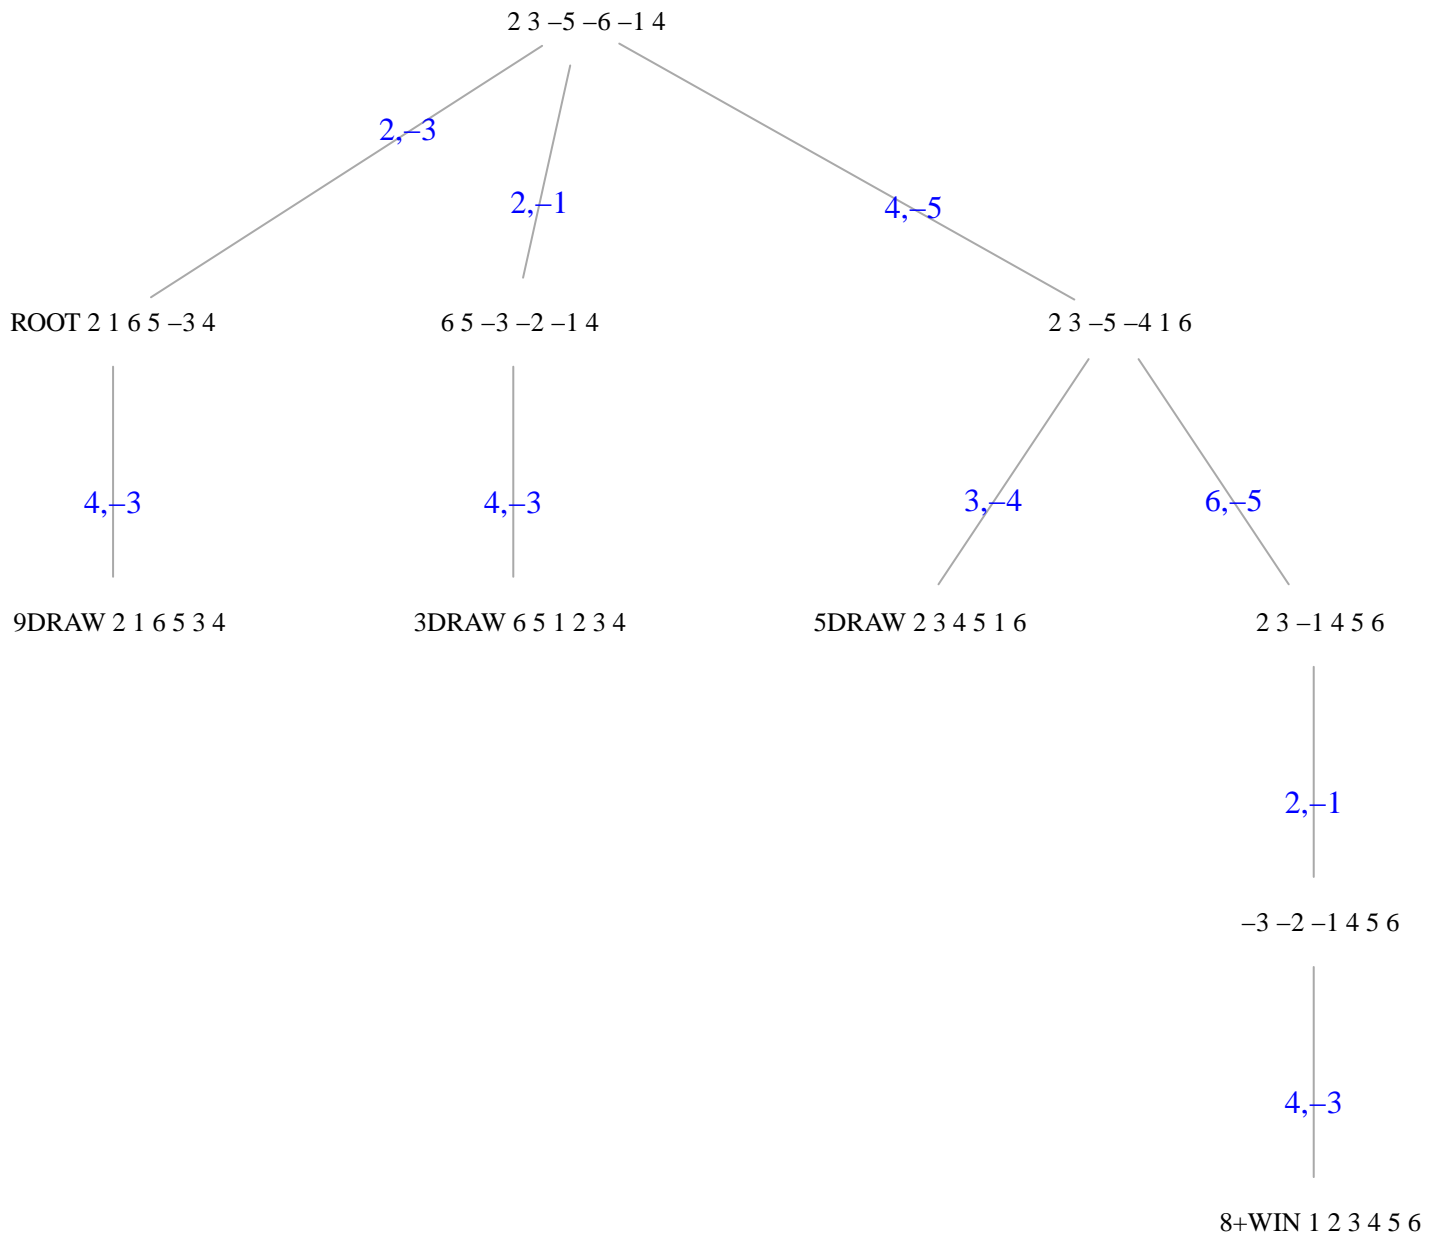 2 3 –5 –6 –1 4
2,–3
2,–1
4,–5
ROOT 2 1 6 5 –3 4
6 5 –3 –2 –1 4
2 3 –5 –4 1 6
4,–3
4,–3
3,–4
6,–5
9DRAW 2 1 6 5 3 4
3DRAW 6 5 1 2 3 4
5DRAW 2 3 4 5 1 6
2 3 –1 4 5 6
2,–1
–3 –2 –1 4 5 6
4,–3
8+WIN 1 2 3 4 5 6